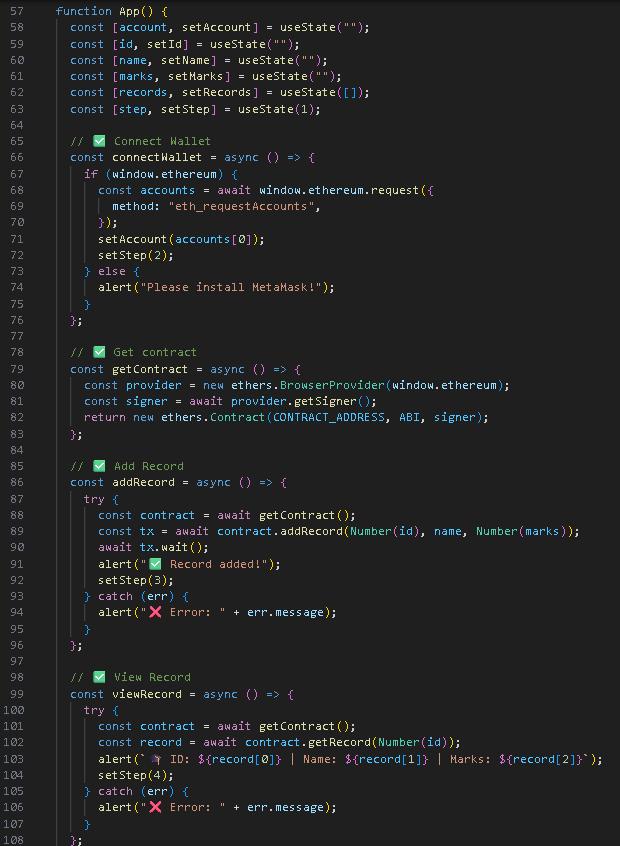 57 function App() {
58 const [account, setAccount] = useState("");
59 const [id, setId] = useState("");
60 const [name, setName] = useState("");
61 const [marks, setMarks] = useState("");
62 const [records, setRecords] = useState([]);
63 const [step, setStep] = useState(1);
64
65 // ✅ Connect Wallet
66 const connectWallet = async () => {
67 if (window.ethereum) {
68 const accounts = await window.ethereum.request({
69 method: "eth_requestAccounts",
70 });
71 setAccount(accounts[0]);
72 setStep(2);
73 } else {
74 alert("Please install MetaMask!");
75 }
76 };
77
78 // ✅ Get contract
79 const getContract = async () => {
80 const provider = new ethers.BrowserProvider(window.ethereum);
81 const signer = await provider.getSigner();
82 return new ethers.Contract(CONTRACT_ADDRESS, ABI, signer);
83 };
84
85 // ✅ Add Record
86 const addRecord = async () => {
87 try {
88 const contract = await getContract();
89 const tx = await contract.addRecord(Number(id), name, Number(marks));
90 await tx.wait();
91 alert("✅ Record added!");
92 setStep(3);
93 } catch (err) {
94 alert("❌ Error: " + err.message);
95 }
96 };
97
98 // ✅ View Record
99 const viewRecord = async () => {
100 try {
101 const contract = await getContract();
102 const record = await contract.getRecord(Number(id));
103 alert(` ID: ${record[0]} | Name: ${record[1]} | Marks: ${record[2]}`);
104 setStep(4);
105 } catch (err) {
106 alert("❌ Error: " + err.message);
107 }
108 };